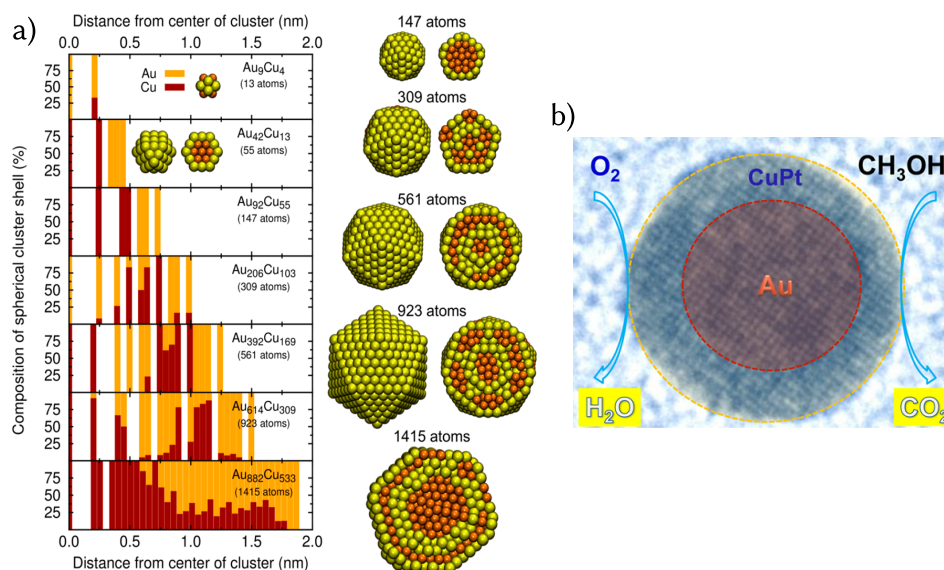 a)
Distance from center of cluster (nm)
0.0 0.5 1.0 1.5 2.0
Composition of spherical cluster shell (%)
75
50
25
Au
Cu
Au9Cu4
(13 atoms)
75
50
25
Au42Cu13
(55 atoms)
75
50
25
Au92Cu55
(147 atoms)
75
50
25
Au206Cu103
(309 atoms)
75
50
25
Au392Cu169
(561 atoms)
75
50
25
Au614Cu309
(923 atoms)
75
50
25
Au882Cu533
(1415 atoms)
0.0 0.5 1.0 1.5 2.0
Distance from center of cluster (nm)
147 atoms
309 atoms
561 atoms
923 atoms
1415 atoms
b)
O2
CuPt
CH3OH
Au
H2O
CO2